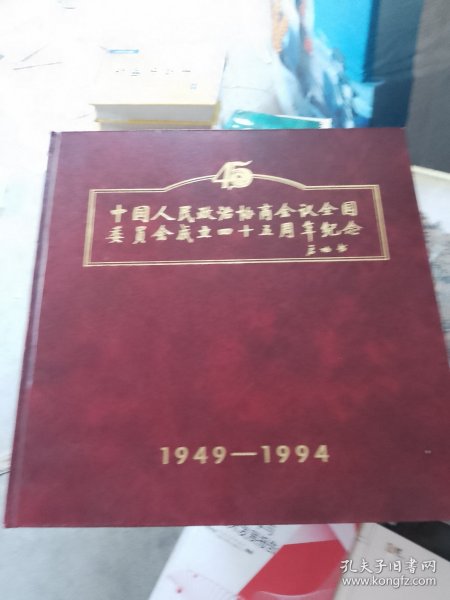 45
中国人民政治协商会议全国
委員会成立四十五周年纪念
1949—1994
孔夫子旧书网
www.kongfz.com